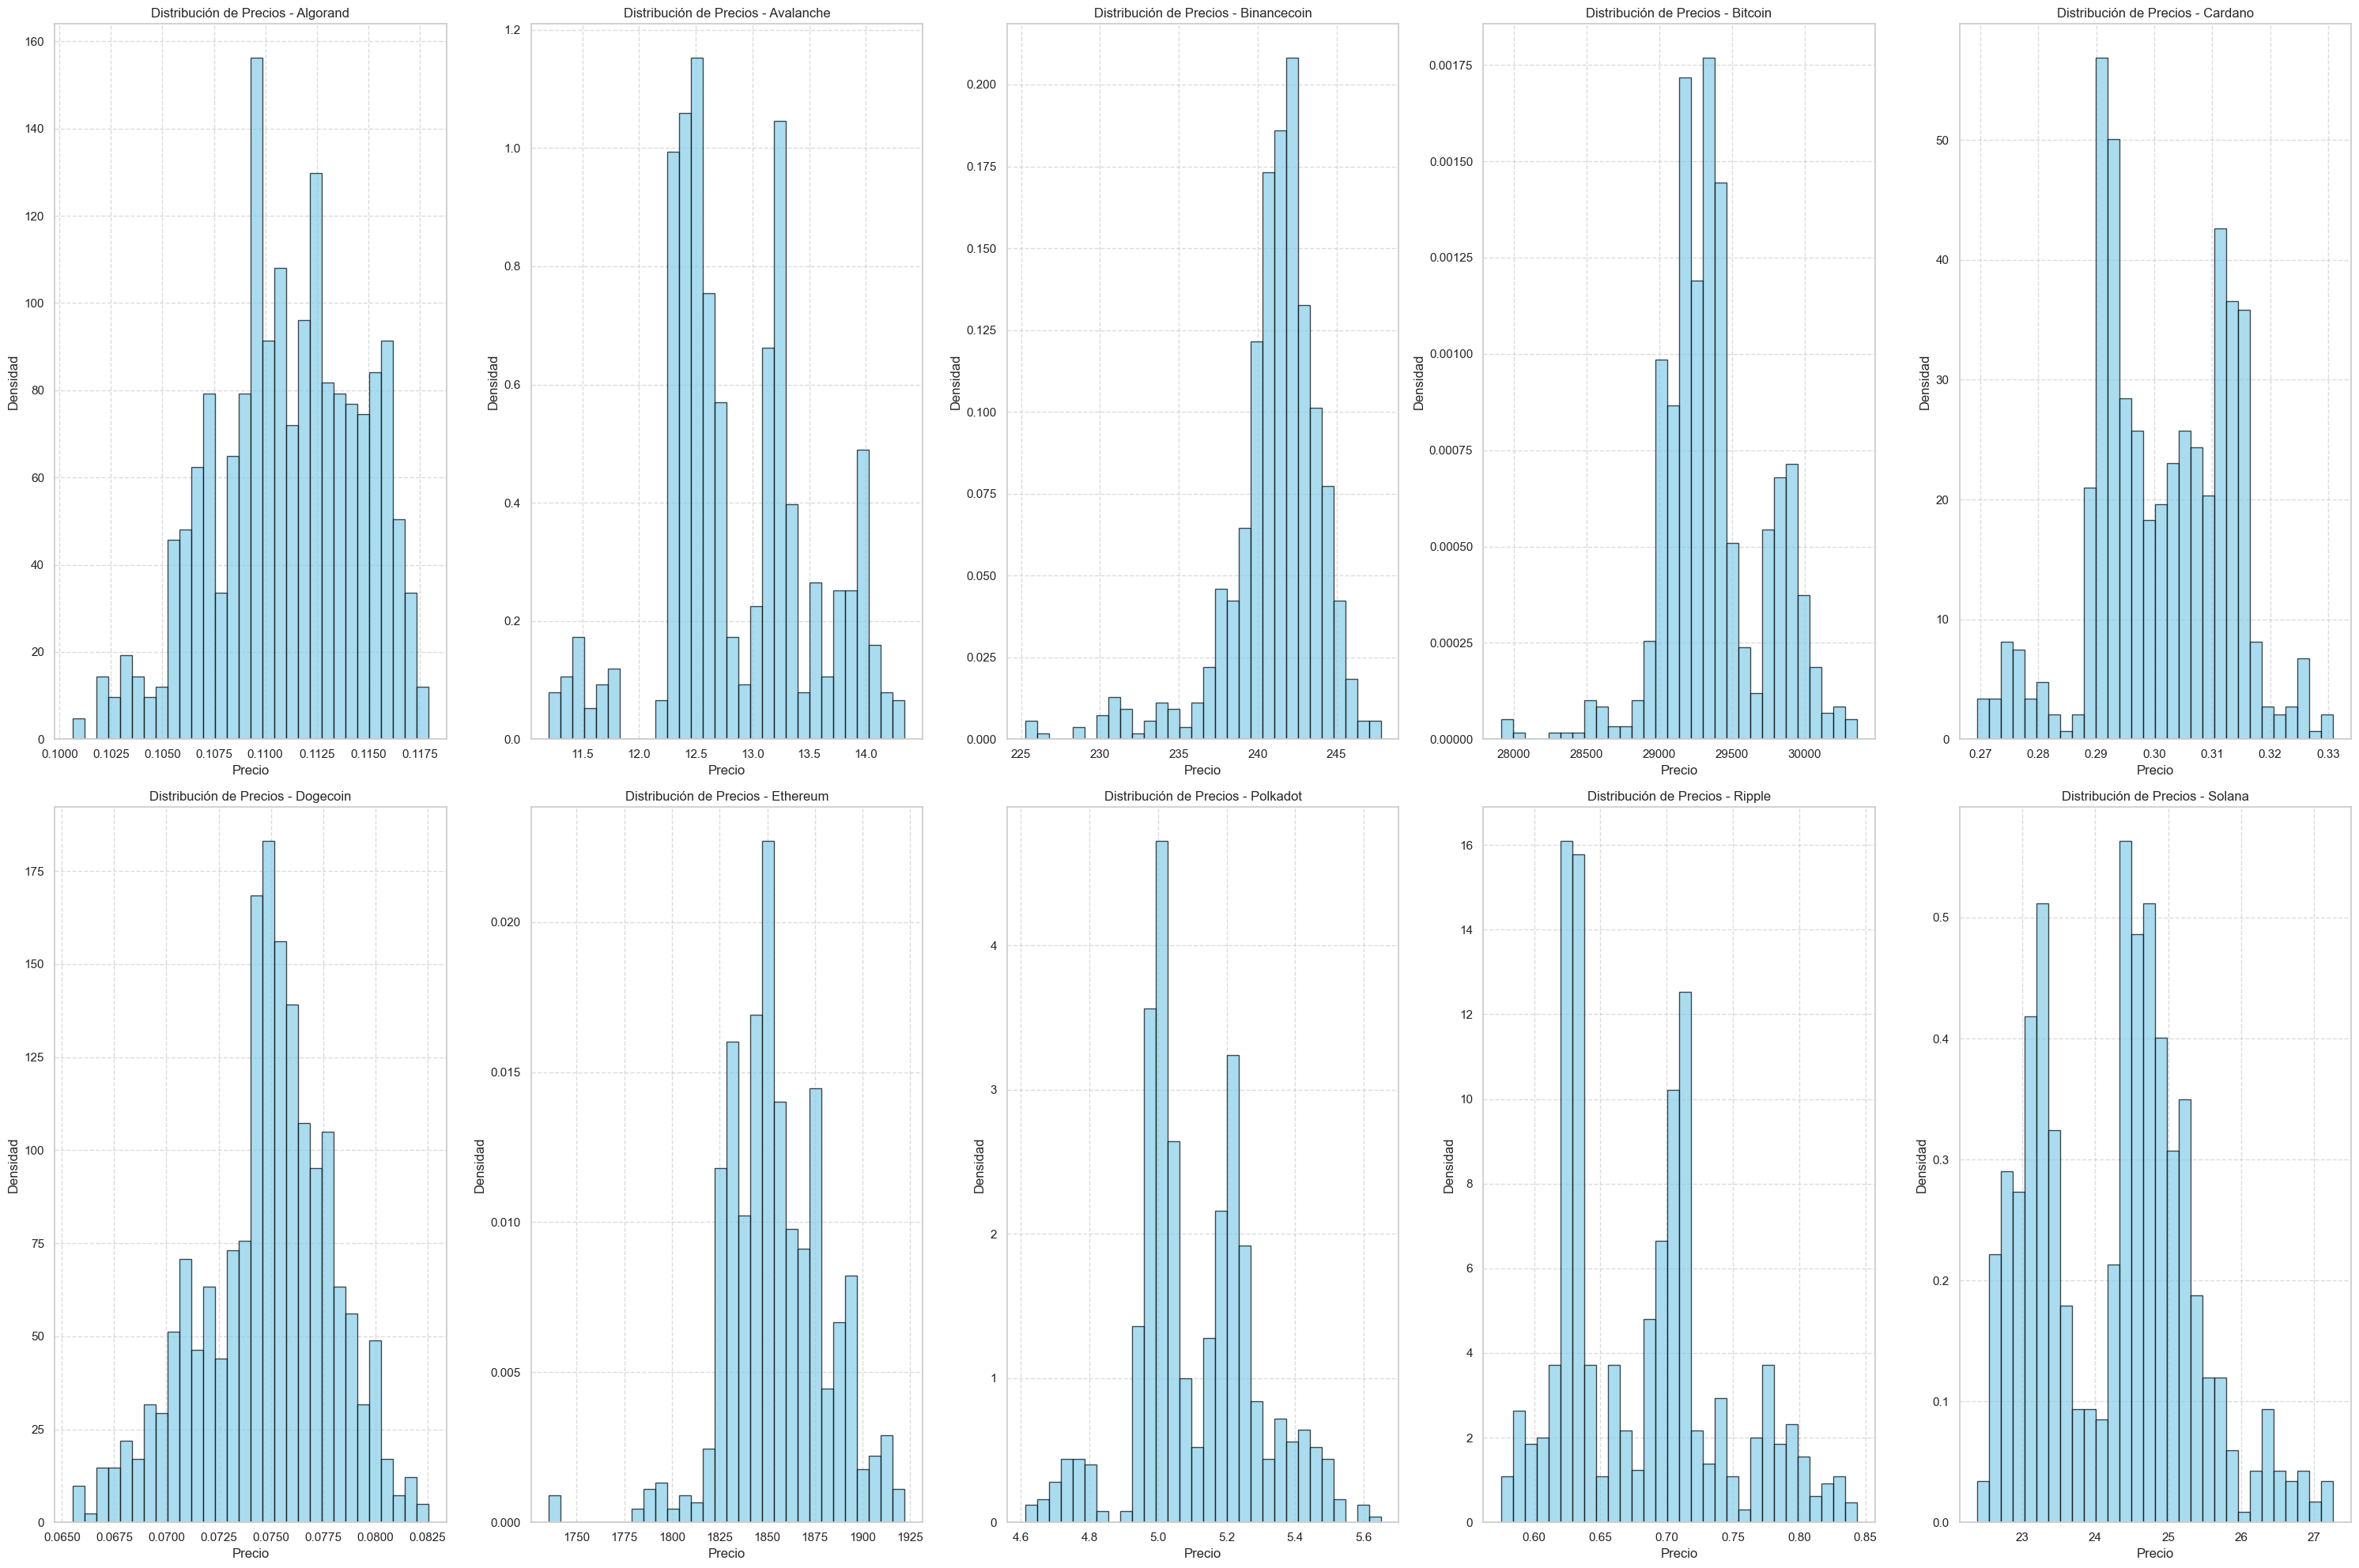 Distribución de Precios - Algorand
160
140
120
100
80
60
40
20
0
Densidad
0.1000 0.1025 0.1050 0.1075 0.1100 0.1125 0.1150 0.1175
Precio
Distribución de Precios - Avalanche
1.2
1.0
0.8
0.6
0.4
0.2
0.0
Densidad
11.5 12.0 12.5 13.0 13.5 14.0
Precio
Distribución de Precios - Binancecoin
0.200
0.175
0.150
0.125
0.100
0.075
0.050
0.025
0.000
Densidad
225 230 235 240 245
Precio
Distribución de Precios - Bitcoin
0.00175
0.00150
0.00125
0.00100
0.00075
0.00050
0.00025
0.00000
Densidad
28000 28500 29000 29500 30000
Precio
Distribución de Precios - Cardano
50
40
30
20
10
0
Densidad
0.27 0.28 0.29 0.30 0.31 0.32 0.33
Precio
Distribución de Precios - Dogecoin
175
150
125
100
75
50
25
0
Densidad
0.0650 0.0675 0.0700 0.0725 0.0750 0.0775 0.0800 0.0825
Precio
Distribución de Precios - Ethereum
0.020
0.015
0.010
0.005
0.000
Densidad
1750 1775 1800 1825 1850 1875 1900 1925
Precio
Distribución de Precios - Polkadot
4
3
2
1
0
Densidad
4.6 4.8 5.0 5.2 5.4 5.6
Precio
Distribución de Precios - Ripple
16
14
12
10
8
6
4
2
0
Densidad
0.60 0.65 0.70 0.75 0.80 0.85
Precio
Distribución de Precios - Solana
0.5
0.4
0.3
0.2
0.1
0.0
Densidad
23 24 25 26 27
Precio